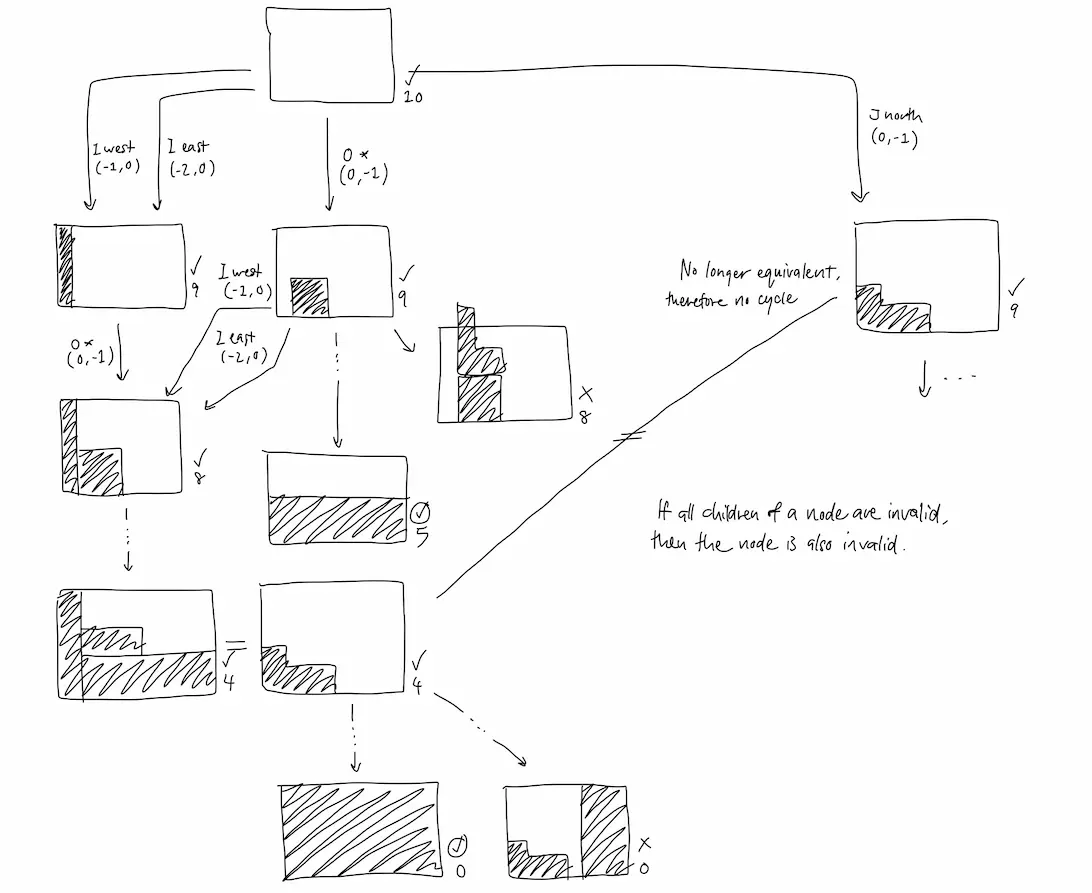 ✓
10
J north
(0,-1)
I west
(-1,0)
I east
(-2,0)
O *
(0,-1)
✓
9
I west
(-1,0)
✓
9
No longer equivalent,
therefore no cycle
✓
9
O *
(0,-1)
I east
(-2,0)
...
x
8
...
✓
8
✓
5
If all children of a node are invalid,
then the node is also invalid.
...
=
✓
4
✓
4
...
...
✓
0
x
0